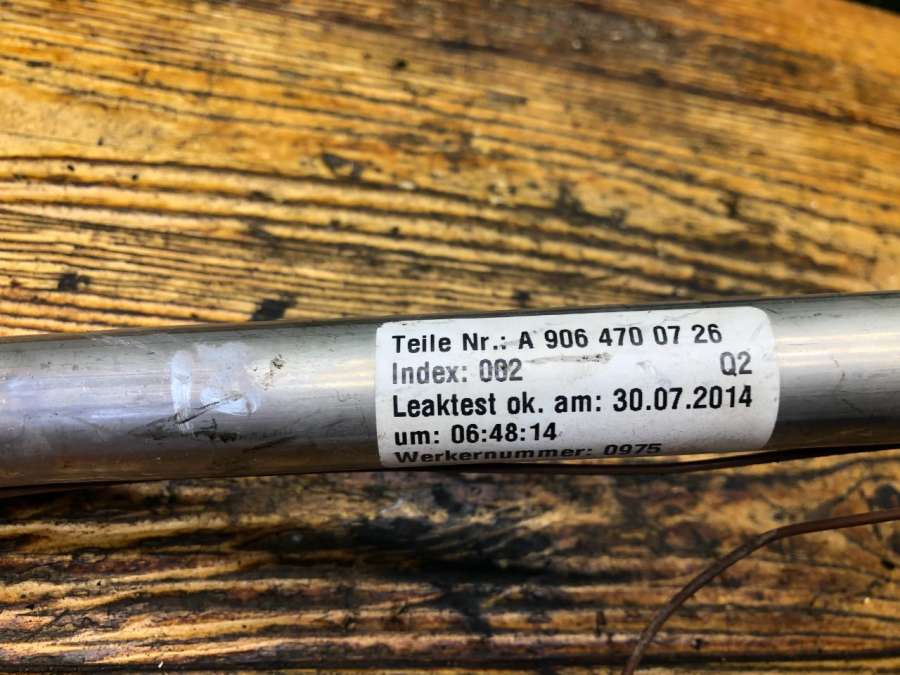 Teile Nr.: A 906 470 07 26
Index: 002 Q2
Leaktest ok. am: 30.07.2014
um: 06:48:14
Werkernummer: 0975